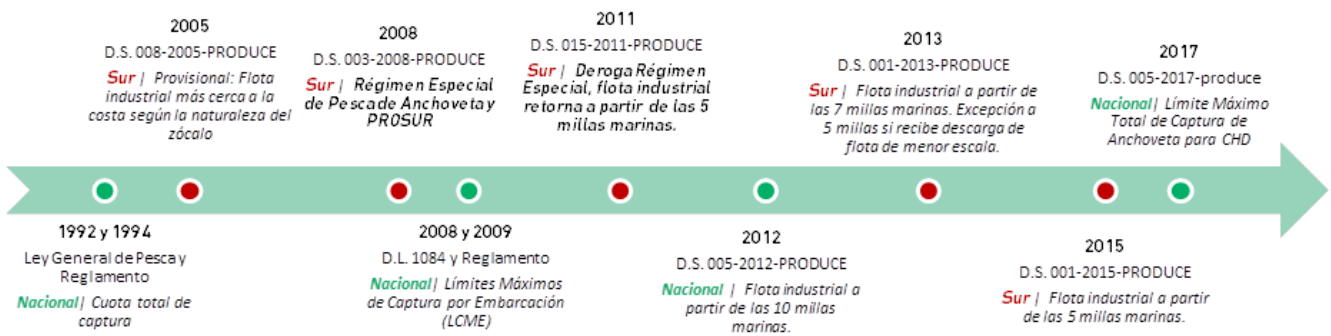 2005
D.S. 008-2005-PRODUCE
Sur | Provisional: Flota
industrial más cerca a la
costa según la naturaleza del
zócalo
2008
D.S. 003-2008-PRODUCE
Sur | Régimen Especial
de Pesca de Anchoveta y
PROSUR
2011
D.S. 015-2011-PRODUCE
Sur | Deroga Régimen
Especial, flota industrial
retorna a partir de las 5
millas marinas.
2013
D.S. 001-2013-PRODUCE
Sur | Flota industrial a partir de
las 7 millas marinas. Excepción a
5 millas si recibe descarga de
flota de menor escala.
2017
D.S. 005-2017-produce
Nacional| Límite Máximo
Total de Captura de
Anchoveta para CHD
1992 y 1994
Ley General de Pesca y
Reglamento
Nacional| Cuota total de
captura
2008 y 2009
D.L. 1084 y Reglamento
Nacional| Límites Máximos
de Captura por Embarcación
(LCME)
2012
D.S. 005-2012-PRODUCE
Nacional | Flota industrial a
partir de las 10 millas
marinas.
2015
D.S. 001-2015-PRODUCE
Sur | Flota industrial a partir
de las 5 millas marinas.